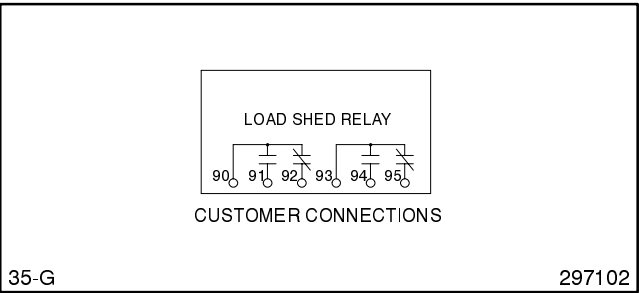 LOAD SHED RELAY
90 91 92 93 94 95
CUSTOMER CONNECTIONS
35-G 297102